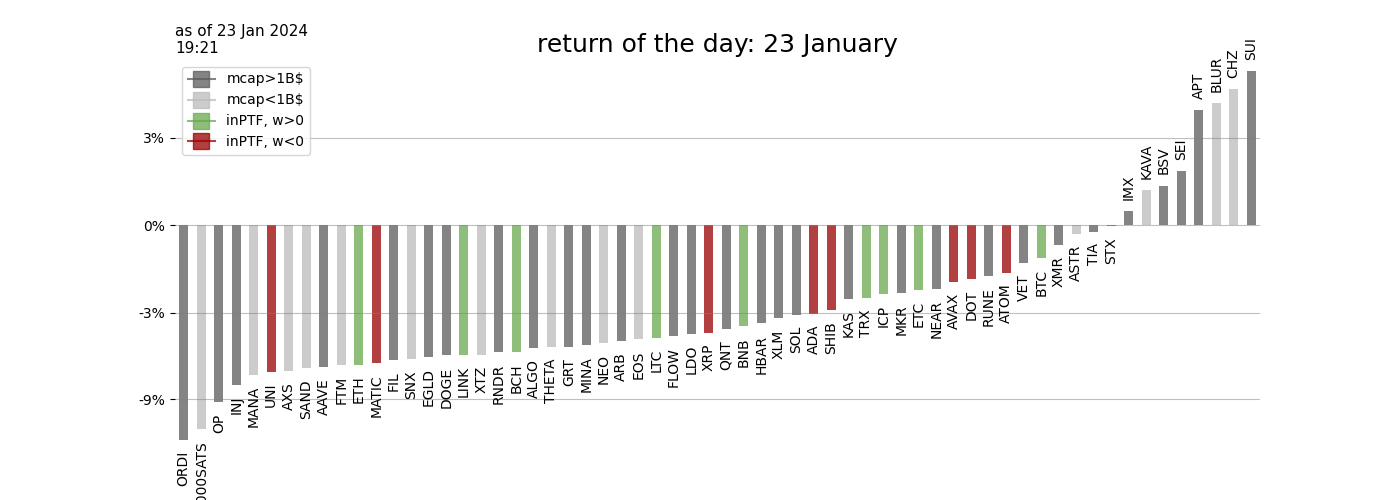 as of 23 Jan 2024
19:21
return of the day: 23 January
mcap>1B$
mcap<1B$
inPTF, w>0
inPTF, w<0
3%
0%
-3%
-9%
ORDI
000SATS
OP
INJ
MANA
UNI
AXS
SAND
AAVE
FTM
ETH
MATIC
FIL
SNX
EGLD
DOGE
LINK
XTZ
RNDR
BCH
ALGO
THETA
GRT
MINA
NEO
ARB
EOS
LTC
FLOW
LDO
XRP
QNT
BNB
HBAR
XLM
SOL
ADA
SHIB
KAS
TRX
ICP
MKR
ETC
NEAR
AVAX
DOT
RUNE
ATOM
VET
BTC
XMR
ASTR
TIA
STX
IMX
KAVA
BSV
SEI
APT
BLUR
CHZ
SUI